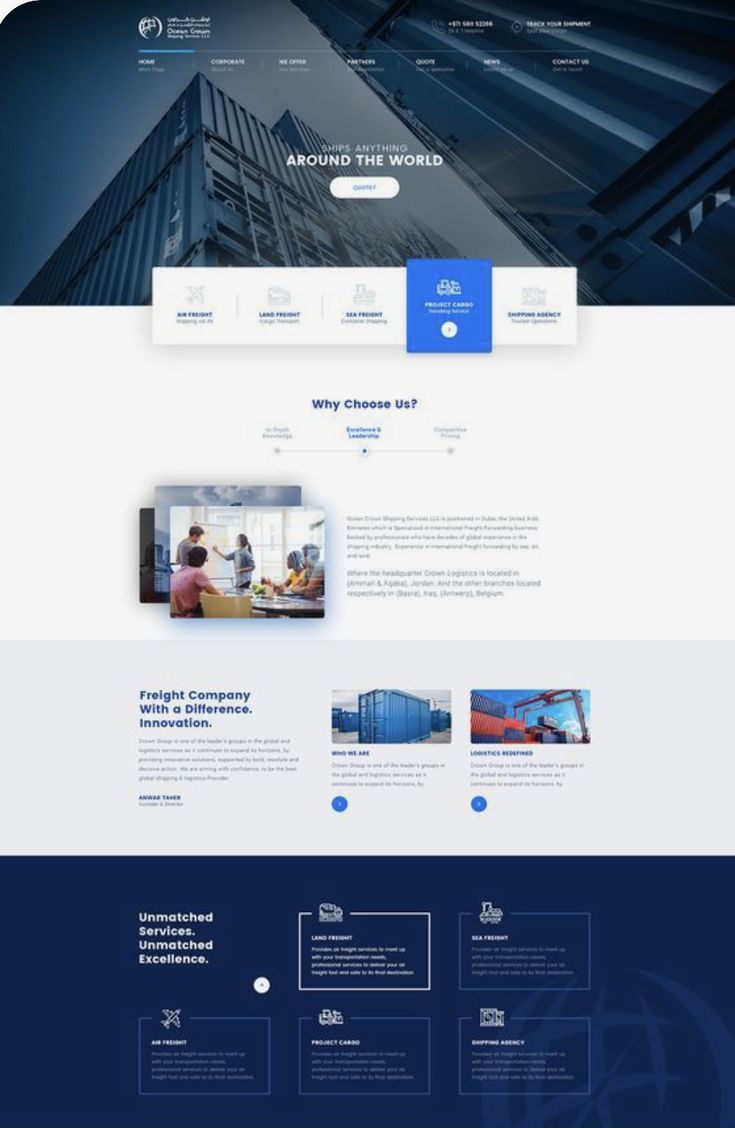 Ocean Crown
Shipping Services L.L.C
24 X 7 Helpline
TRACK YOUR SHIPMENT
HOME
Main Page
CORPORATE
About Us
WE OFFER
Our Services
PARTNERS
QUOTE
Get a Quotation
NEWS
CONTACT US
Get in touch
SHIPS ANYTHING
AROUND THE WORLD
QUOTE?
AIR FREIGHT
Shipping via Air
LAND FREIGHT
Cargo Transport
SEA FREIGHT
Container Shipping
PROJECT CARGO
Handling Service
SHIPPING AGENCY
Trusted Operations
Why Choose Us?
In-Depth
Knowledge
Excellence &
Leadership
Competitive
Pricing
Ocean Crown Shipping Services LLC is positioned in Dubai, the United Arab
Emirates which is Specialized in International Freight Forwarding business
backed by professionals who have decades of global experience in the
shipping industry. Experience in international freight forwarding by sea, air,
and land.
Where the headquarter Crown Logistics is located in
(Amman & Aqaba), Jordan. And the other branches located
respectively in (Basra), Iraq, (Antwerp), Belgium.
Freight Company
With a Difference.
Innovation.
Crown Group is one of the leader's groups in the global and
logistics services as it continues to expand its horizons, by
providing innovative solutions, supported by bold, resolute and
decisive action. We are aiming with confidence, to be the best
global shipping & logistics Provider
ANWAR TAHER
Founder & Director
WHO WE ARE
Crown Group is one of the leader's groups in
the global and logistics services as it
continues to expand its horizons, by
LOGISTICS REDEFINED
Crown Group is one of the leader's groups in
the global and logistics services as it
continues to expand its horizons, by
Unmatched
Services.
Unmatched
Excellence.
LAND FREIGHT
Provides air freight services to meet up
with your transportation needs,
professional services to deliver your air
freight fast and safe to its final destination.
SEA FREIGHT
Provides air freight services to meet up
with your transportation needs,
professional services to deliver your air
freight fast and safe to its final destination.
AIR FREIGHT
Provides air freight services to meet up
with your transportation needs,
professional services to deliver your air
freight fast and safe to its final destination.
PROJECT CARGO
Provides air freight services to meet up
with your transportation needs,
professional services to deliver your air
freight fast and safe to its final destination.
SHIPPING AGENCY
Provides air freight services to meet up
with your transportation needs,
professional services to deliver your air
freight fast and safe to its final destination.